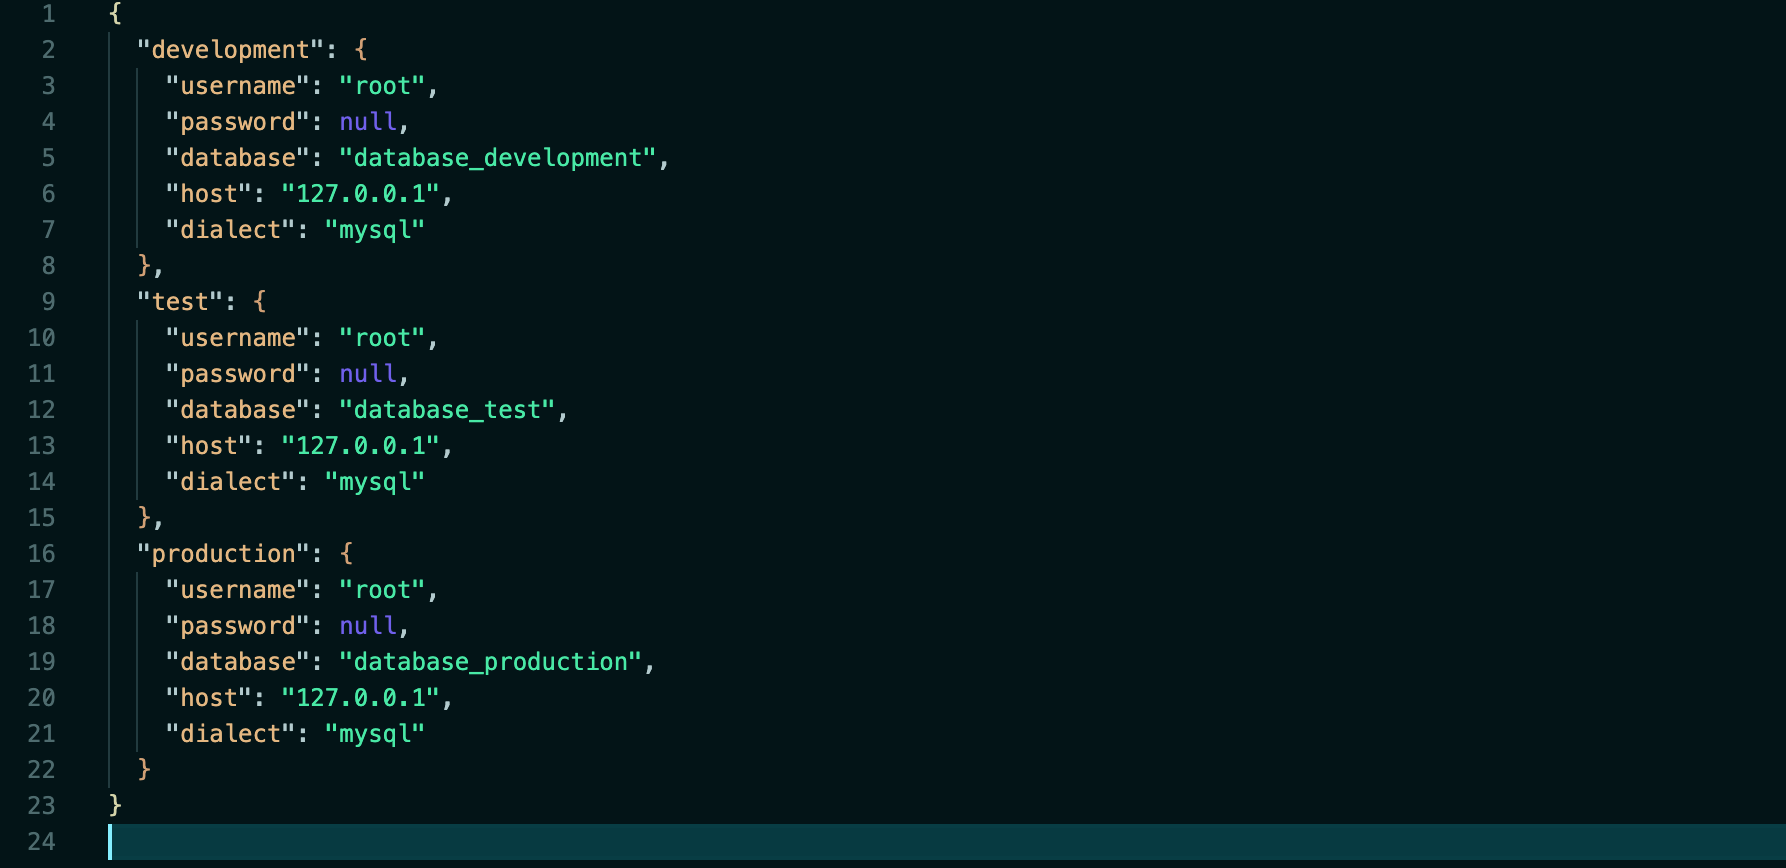 1 {
2   "development": {
3     "username": "root",
4     "password": null,
5     "database": "database_development",
6     "host": "127.0.0.1",
7     "dialect": "mysql"
8   },
9   "test": {
10     "username": "root",
11     "password": null,
12     "database": "database_test",
13     "host": "127.0.0.1",
14     "dialect": "mysql"
15   },
16   "production": {
17     "username": "root",
18     "password": null,
19     "database": "database_production",
20     "host": "127.0.0.1",
21     "dialect": "mysql"
22   }
23 }
24